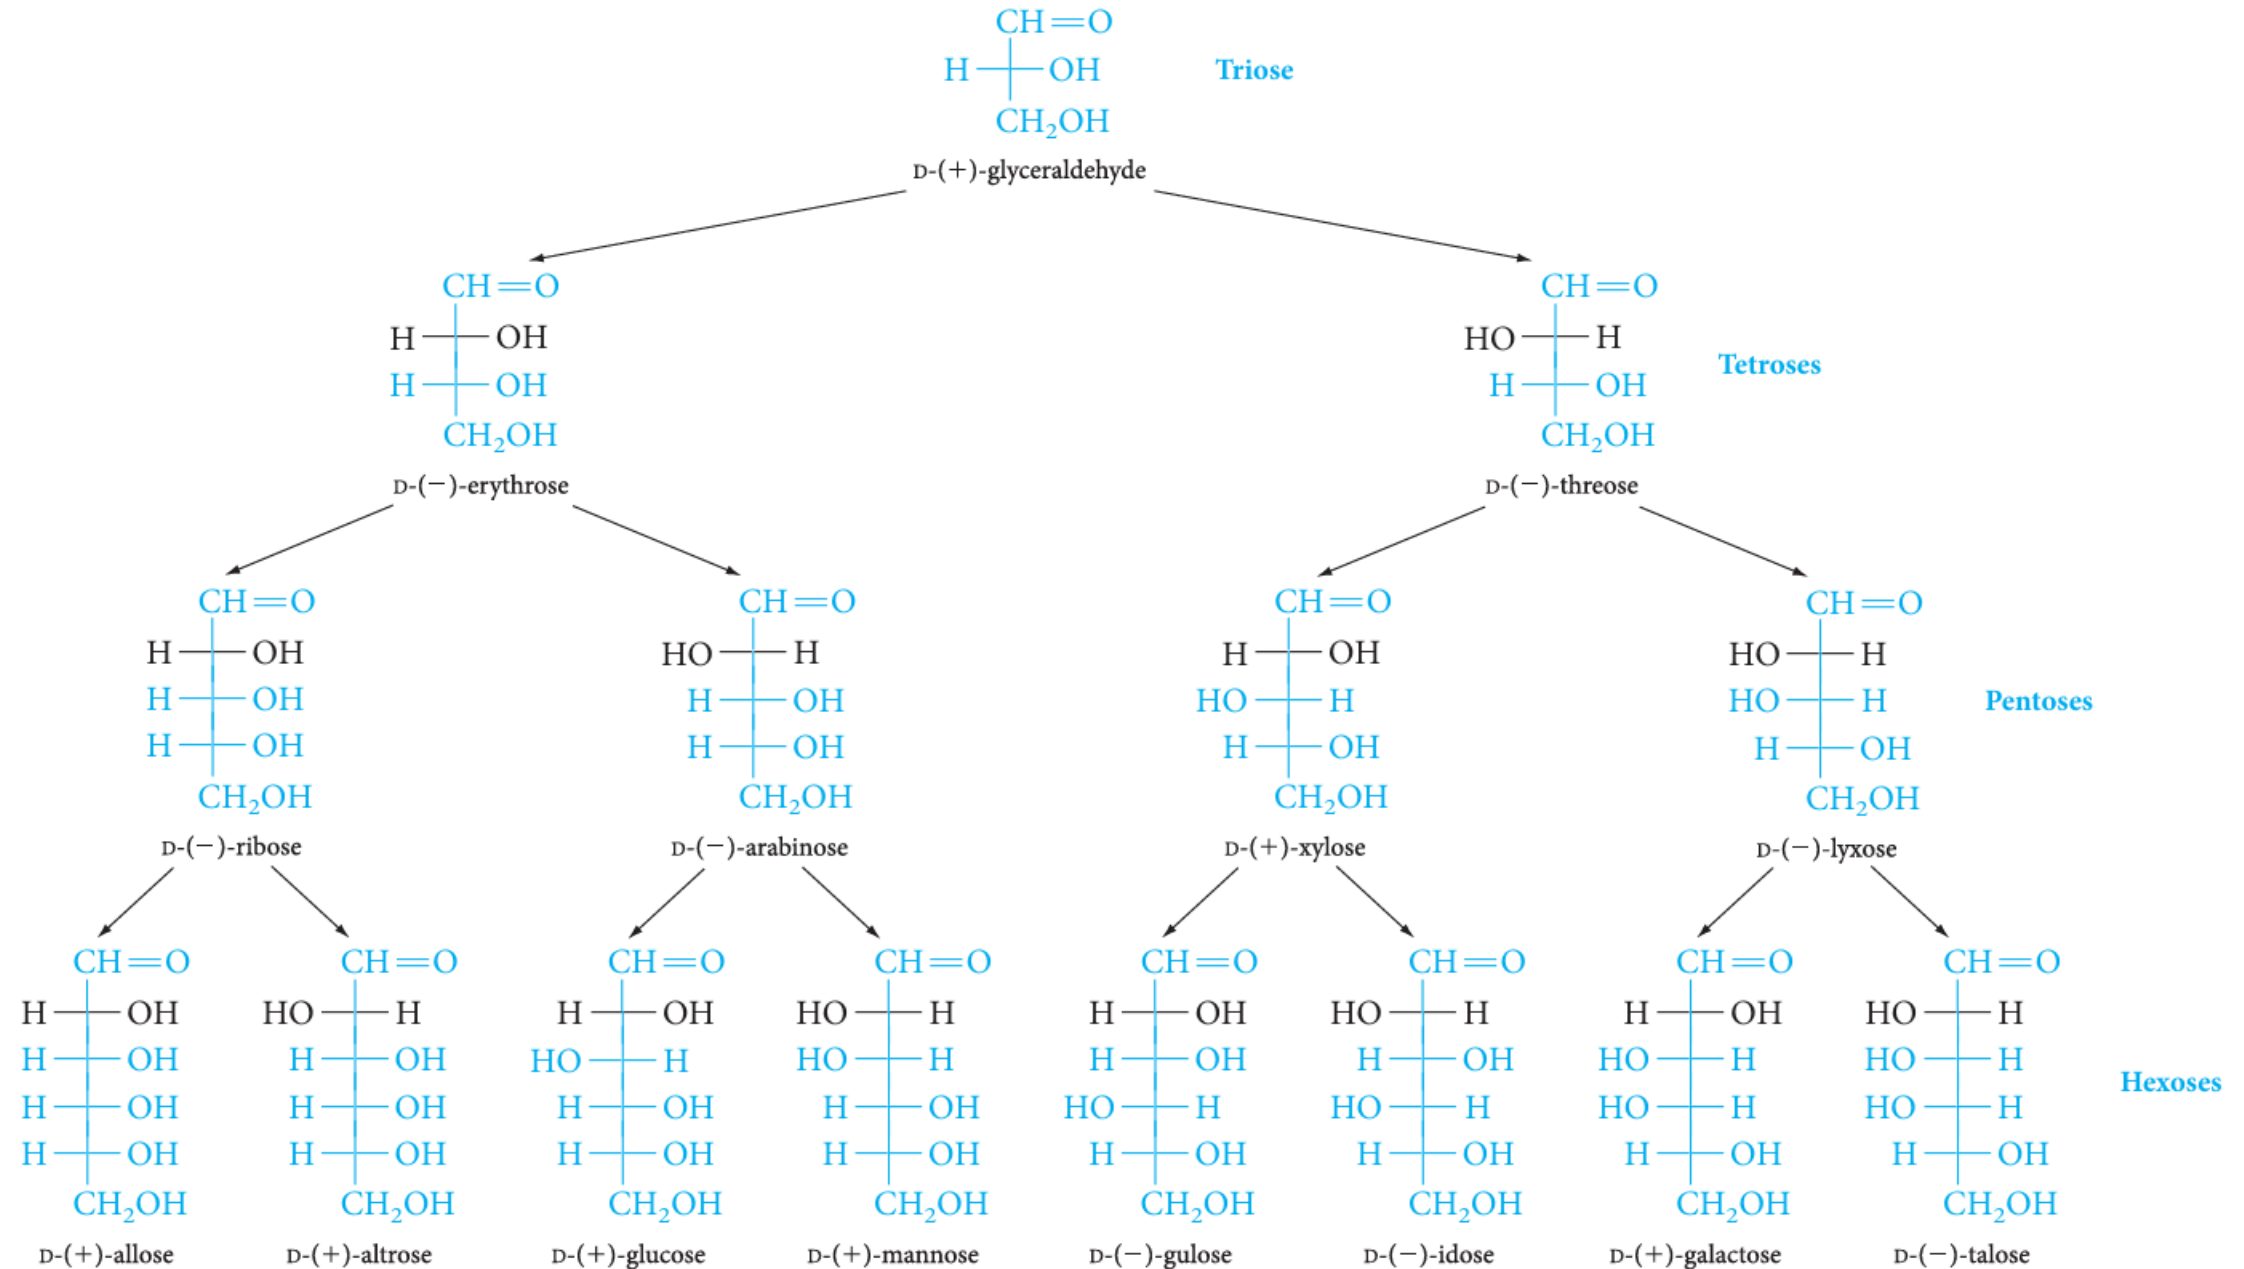 CH=O
H OH Triose
CH₂OH
D-(+)-glyceraldehyde
CH=O CH=O
H OH HO H
Tetroses
H OH H OH
CH₂OH CH₂OH
D-(−)-erythrose D-(−)-threose
CH=O CH=O CH=O CH=O
H OH HO H H OH HO H
H OH H OH HO H HO H Pentoses
H OH H OH H OH H OH
CH₂OH CH₂OH CH₂OH CH₂OH
D-(−)-ribose D-(−)-arabinose D-(+)-xylose D-(−)-lyxose
CH=O CH=O CH=O CH=O CH=O CH=O CH=O CH=O
H OH HO H H OH HO H H OH HO H H OH HO H
H OH H OH HO H HO H H OH H OH HO H HO H
Hexoses
H OH H OH H OH H OH HO H HO H HO H HO H
H OH H OH H OH H OH H OH H OH H OH H OH
CH₂OH CH₂OH CH₂OH CH₂OH CH₂OH CH₂OH CH₂OH CH₂OH
D-(+)-allose D-(+)-altrose D-(+)-glucose D-(+)-mannose D-(−)-gulose D-(−)-idose D-(+)-galactose D-(−)-talose